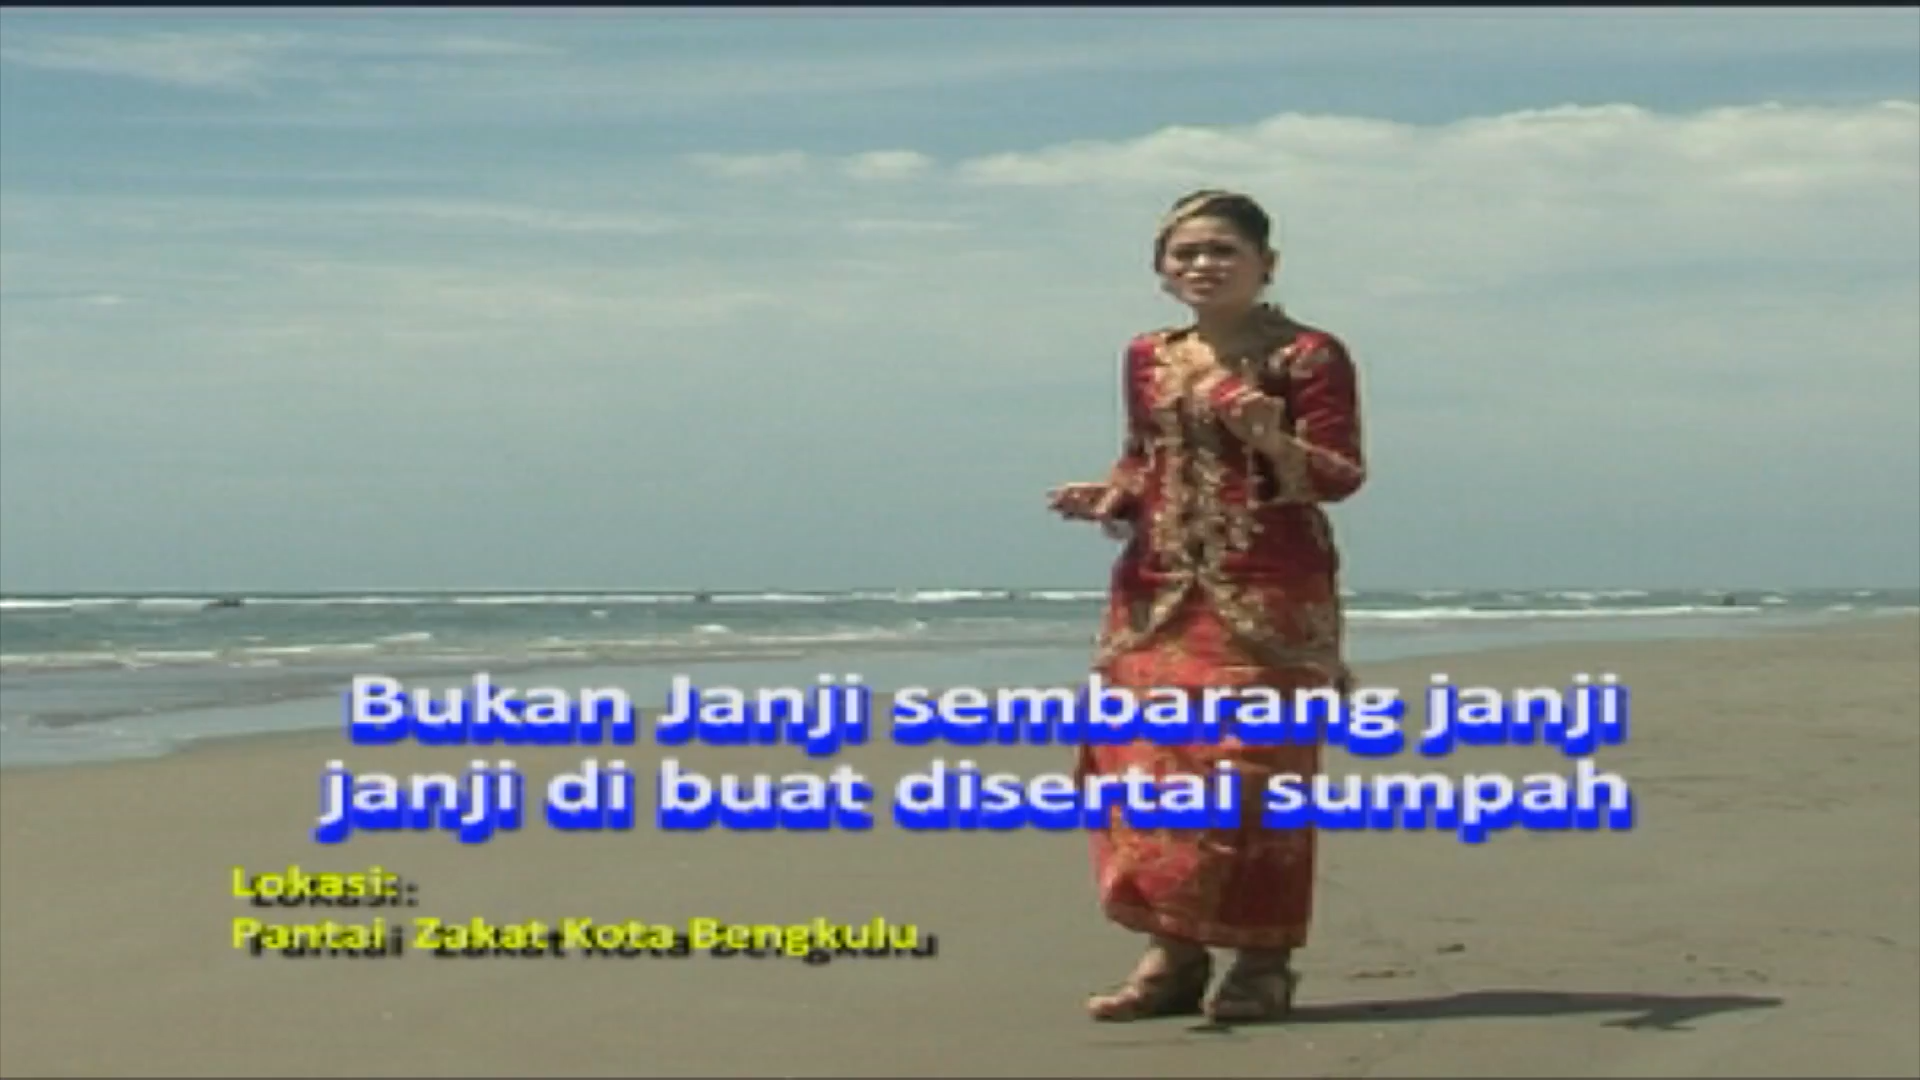 Bukan Janji sembarang janji
janji di buat disertai sumpah
Lokasi:
Pantai Zakat Kota Bengkulu